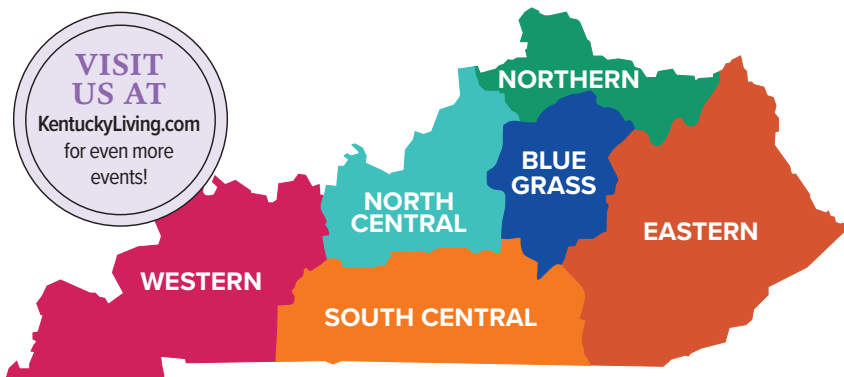 VISIT
US AT
KentuckyLiving.com
for even more
events!
NORTHERN
BLUE
GRASS
NORTH
CENTRAL
EASTERN
WESTERN
SOUTH CENTRAL